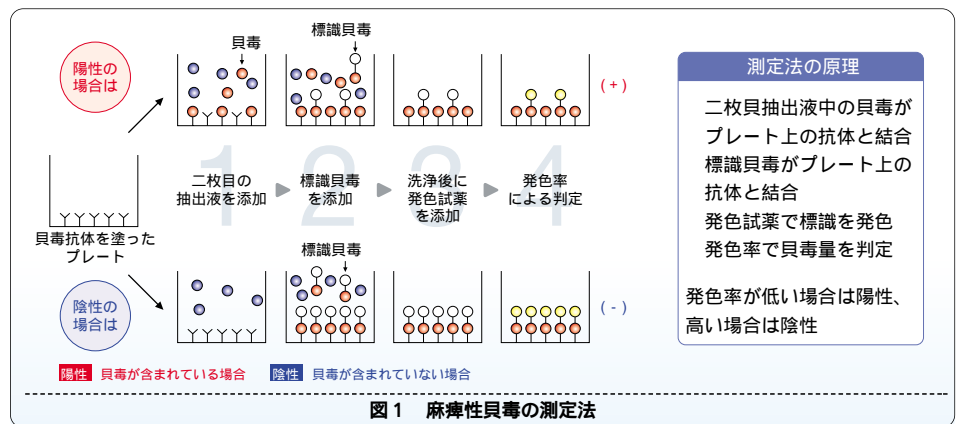 陽性の
場合は
貝毒
標識貝毒
(+)
貝毒抗体を塗った
プレート
1
二枚目の
抽出液を添加
2
標識貝毒
を添加
3
洗浄後に
発色試薬
を添加
4
発色率
による判定
標識貝毒
陰性の
場合は
(-)
陽性 貝毒が含まれている場合 陰性 貝毒が含まれていない場合
測定法の原理
二枚貝抽出液中の貝毒が
プレート上の抗体と結合
標識貝毒がプレート上の
抗体と結合
発色試薬で標識を発色
発色率で貝毒量を判定
発色率が低い場合は陽性、
高い場合は陰性
図1 麻痺性貝毒の測定法